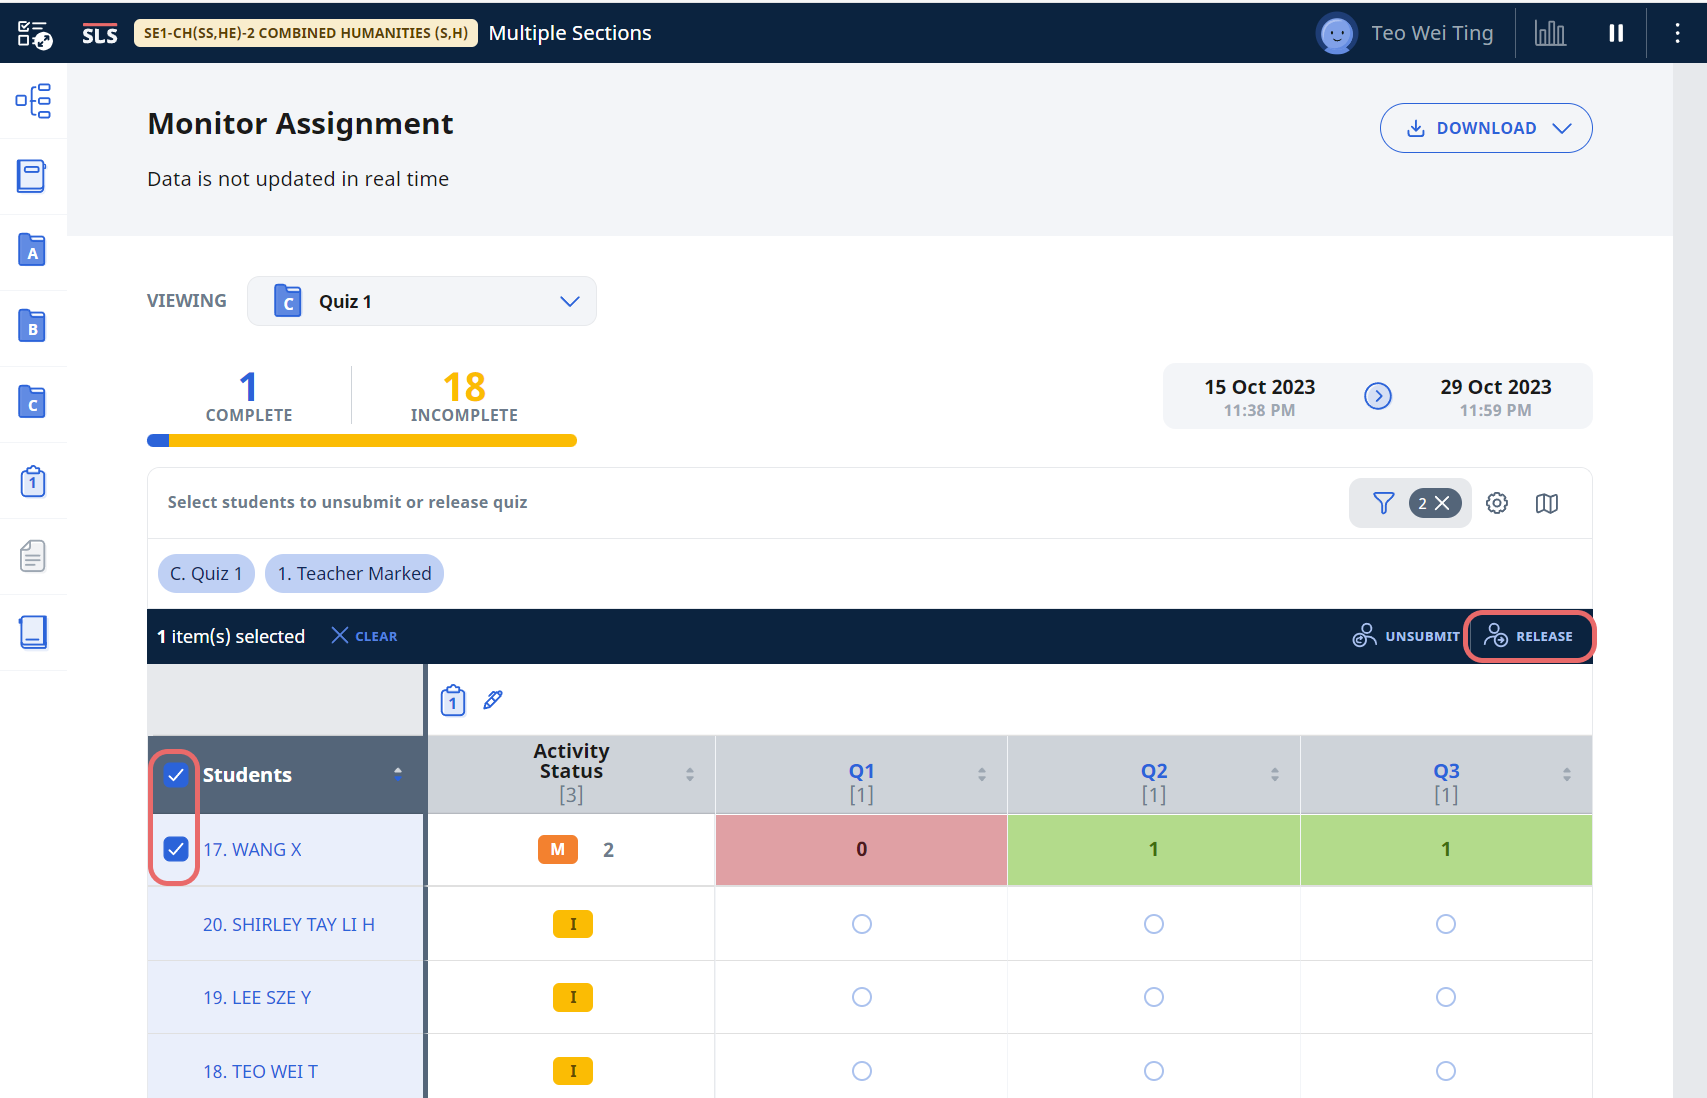 SLS SE1-CH(SS,HE)-2 COMBINED HUMANITIES (S,H) Multiple Sections Teo Wei Ting
Monitor Assignment
DOWNLOAD
Data is not updated in real time
A
B
C
1
VIEWING C Quiz 1
1 COMPLETE
18 INCOMPLETE
15 Oct 2023 29 Oct 2023
11:38 PM 11:59 PM
Select students to unsubmit or release quiz 2
C. Quiz 1 1. Teacher Marked
1 item(s) selected CLEAR UNSUBMIT RELEASE
1
Students
Activity Status [3]
Q1 [1]
Q2 [1]
Q3 [1]
17. WANG X M 2 0 1 1
20. SHIRLEY TAY LI H I
19. LEE SZE Y I
18. TEO WEI T I